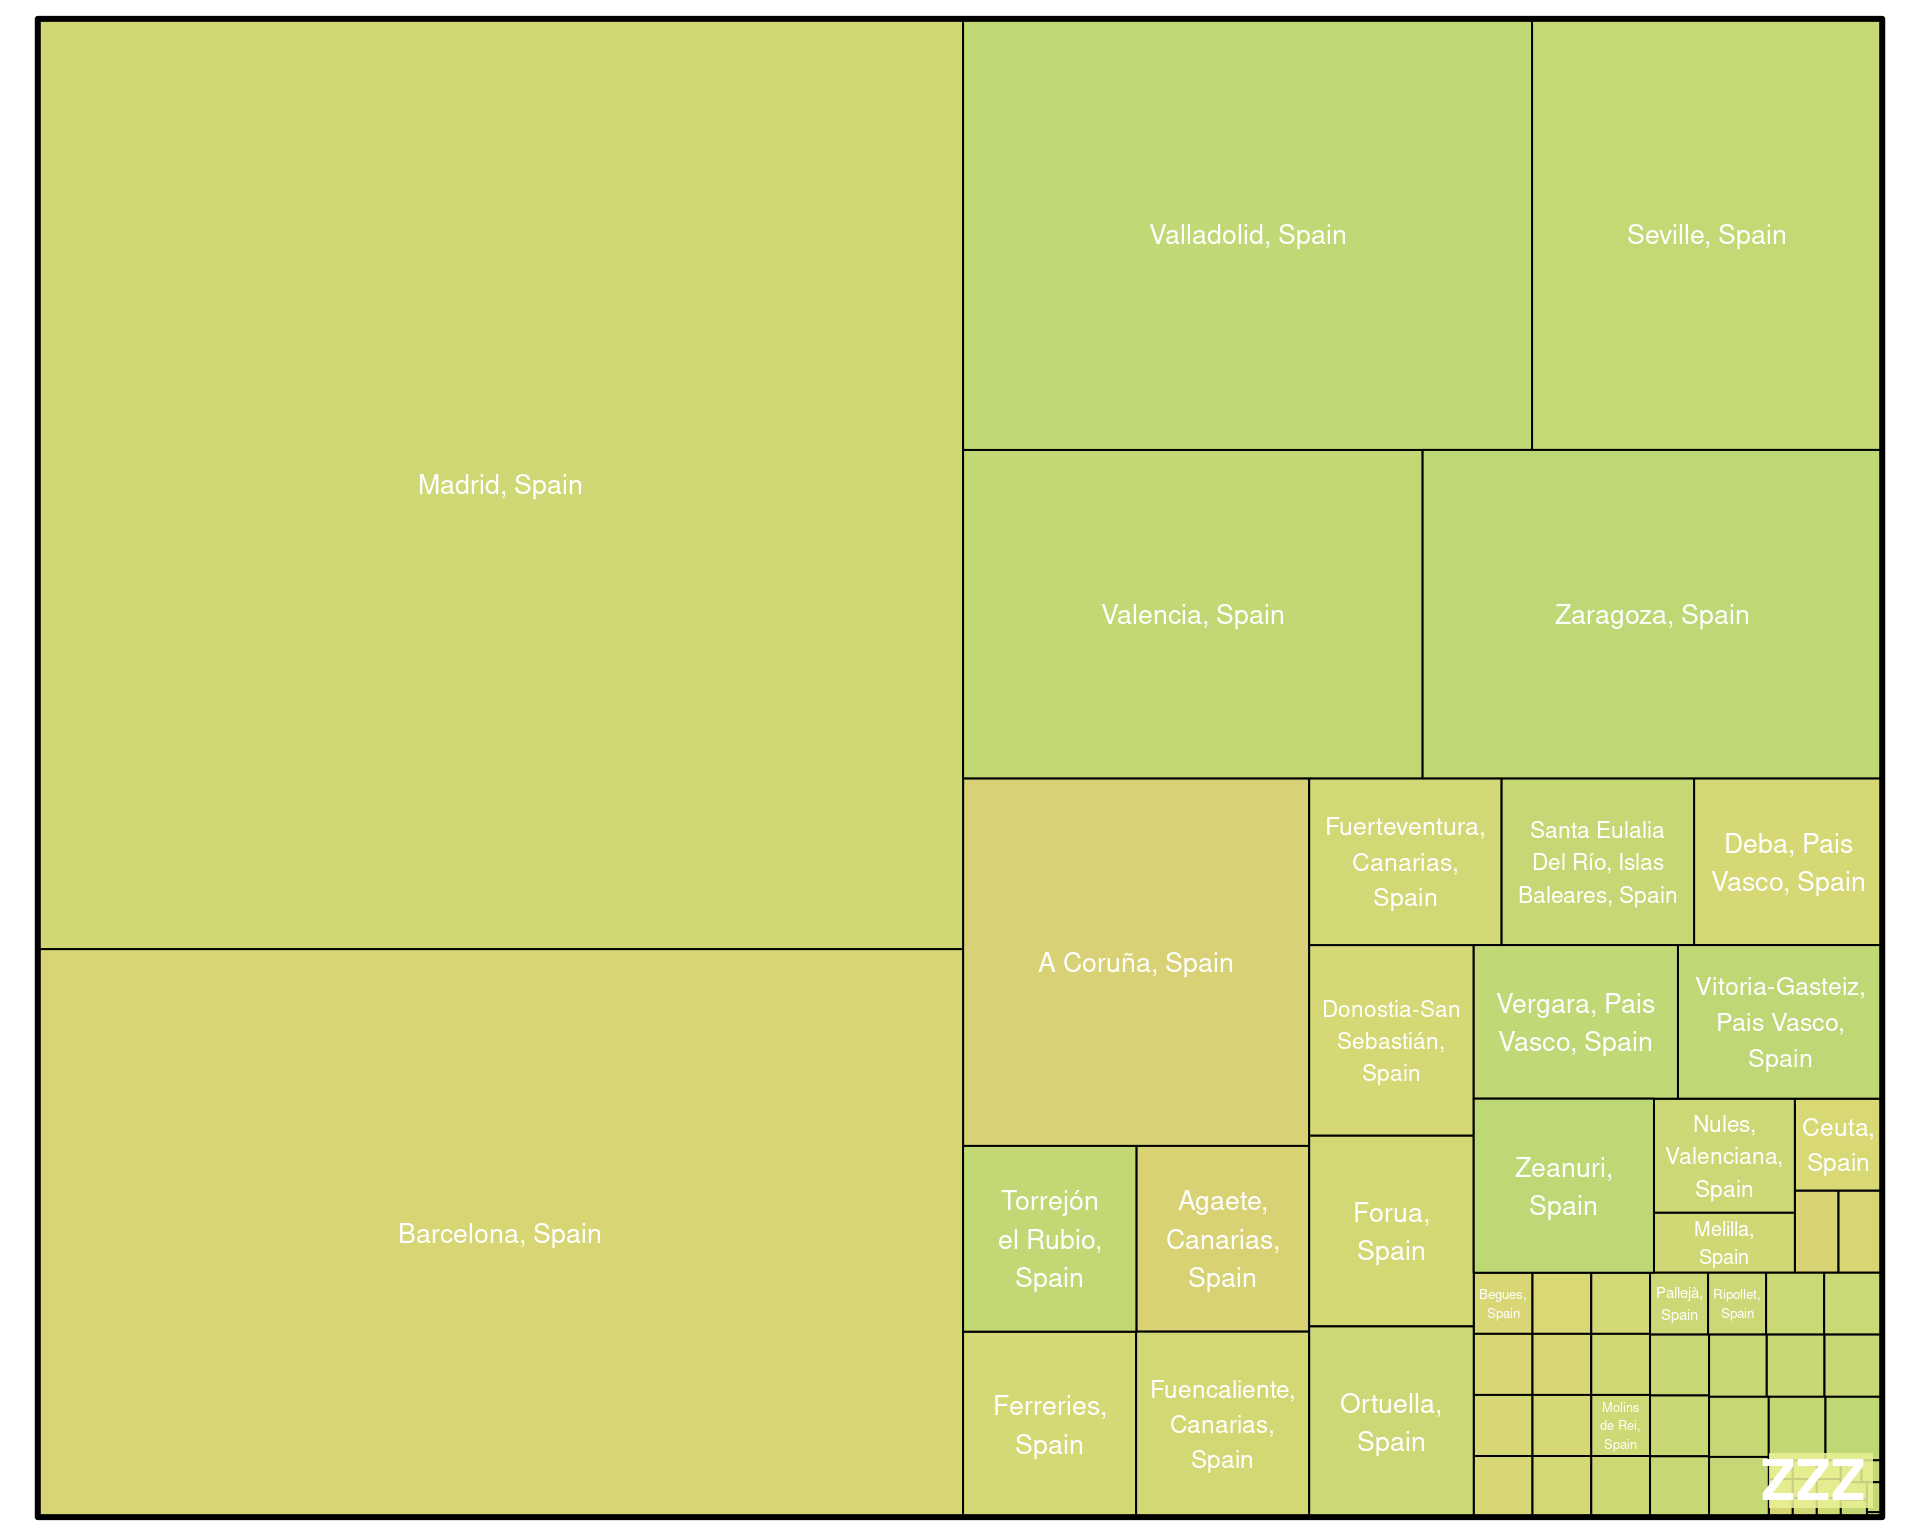 Madrid, Spain
Barcelona, Spain
Valladolid, Spain
Seville, Spain
Valencia, Spain
Zaragoza, Spain
A Coruña, Spain
Fuerteventura,
Canarias,
Spain
Santa Eulalia
Del Río, Islas
Baleares, Spain
Deba, Pais
Vasco, Spain
Donostia-San
Sebastián,
Spain
Vergara, Pais
Vasco, Spain
Vitoria-Gasteiz,
Pais Vasco,
Spain
Torrejón
el Rubio,
Spain
Agaete,
Canarias,
Spain
Forua,
Spain
Zeanuri,
Spain
Nules,
Valenciana,
Spain
Ceuta,
Spain
Melilla,
Spain
Ferreries,
Spain
Fuencaliente,
Canarias,
Spain
Ortuella,
Spain
Begues,
Spain
Pallejà,
Spain
Ripollet,
Spain
Molins
de Rei,
Spain
ZZZ